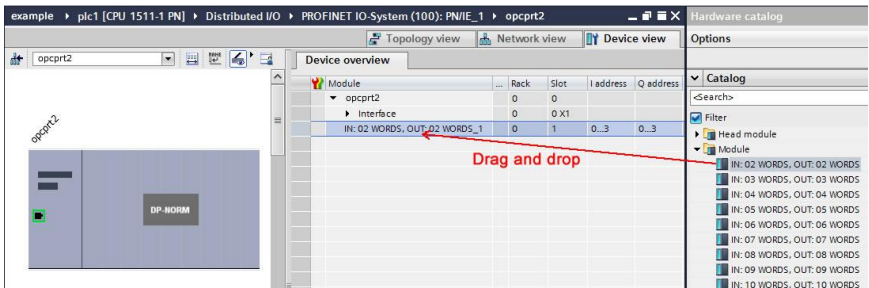 example ▸ plc1 [CPU 1511-1 PN] ▸ Distributed I/O ▸ PROFINET IO-System (100): PN/IE_1 ▸ opcprt2
Hardware catalog
Topology view Network view Device view
Options
opcprt2
Device overview
Module ... Rack Slot I address Q address
opcprt2 0 0
Interface 0 0 X1
IN: 02 WORDS, OUT: 02 WORDS_1 0 1 0...3 0...3
Drag and drop
opcprt2
DP-NORM
Catalog
<Search>
Filter
Head module
Module
IN: 02 WORDS, OUT: 02 WORDS
IN: 03 WORDS, OUT: 03 WORDS
IN: 04 WORDS, OUT: 04 WORDS
IN: 05 WORDS, OUT: 05 WORDS
IN: 06 WORDS, OUT: 06 WORDS
IN: 07 WORDS, OUT: 07 WORDS
IN: 08 WORDS, OUT: 08 WORDS
IN: 09 WORDS, OUT: 09 WORDS
IN: 10 WORDS, OUT: 10 WORDS